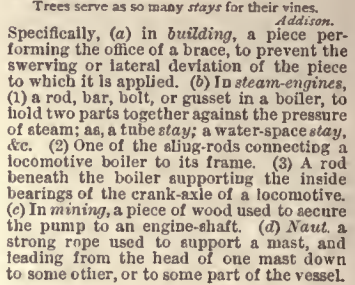 Trees serve as so many stays for their vines.
Addison.
Specifically, (a) in building, a piece per-
forming the office of a brace, to prevent the
swerving or lateral deviation of the piece
to which it is applied. (b) In steam-engines,
(1) a rod, bar, bolt, or gusset in a boiler, to
hold two parts together against the pressure
of steam; as, a tube stay; a water-space stay,
&c. (2) One of the sling-rods connecting a
locomotive boiler to its frame. (3) A rod
beneath the boiler supporting the inside
bearings of the crank-axle of a locomotive.
(c) In mining, a piece of wood used to secure
the pump to an engine-shaft. (d) Naut. a
strong rope used to support a mast, and
leading from the head of one mast down
to some other, or to some part of the vessel.